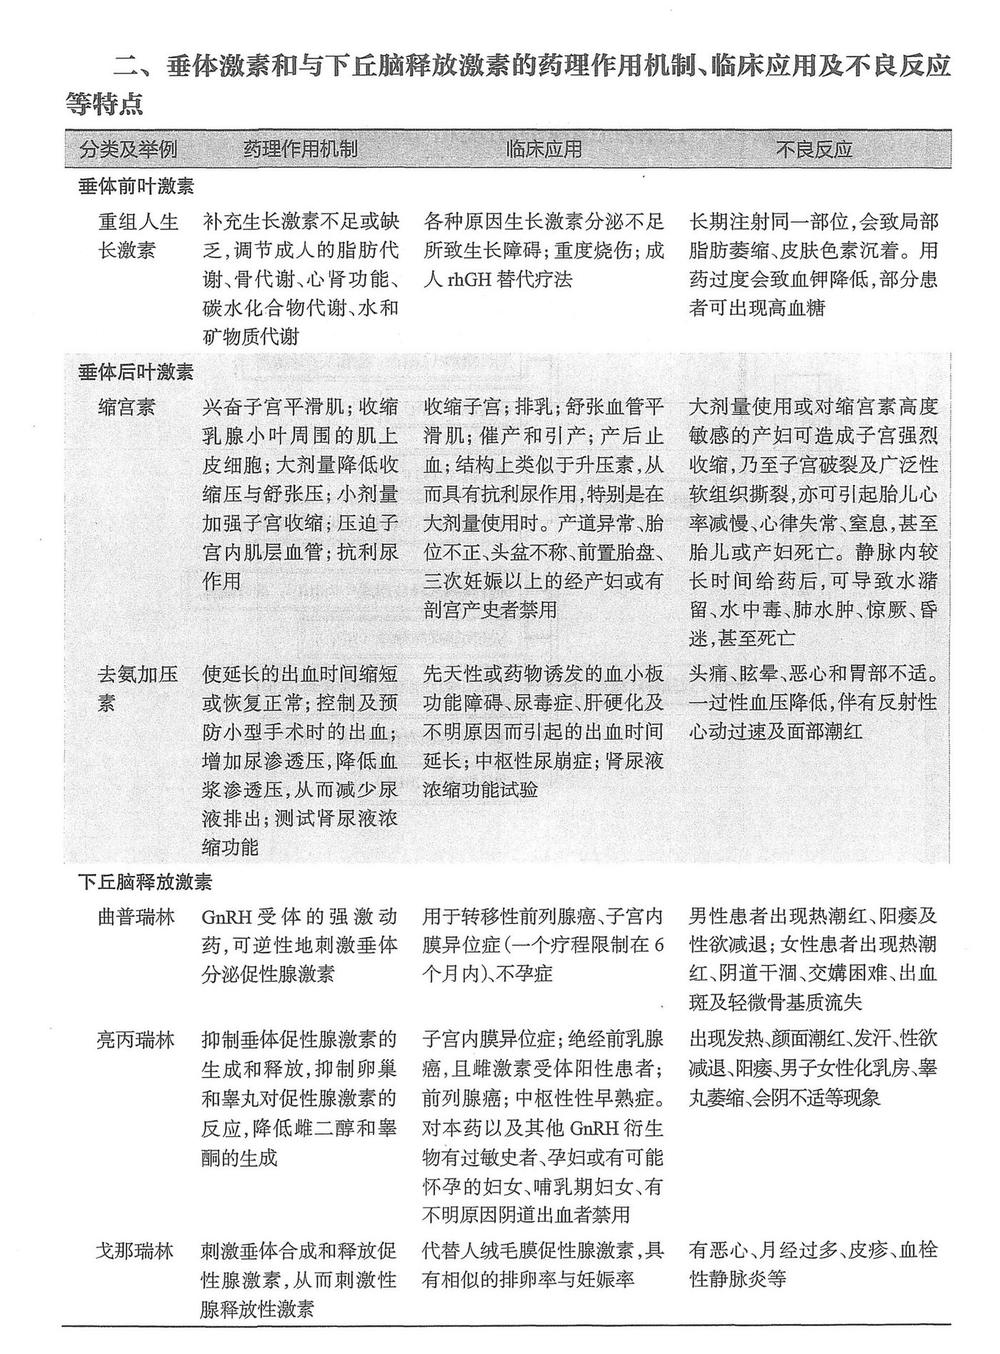 二、垂体激素和与下丘脑释放激素的药理作用机制、临床应用及不良反应
等特点
分类及举例 药理作用机制 临床应用 不良反应
垂体前叶激素
重组人生
长激素
补充生长激素不足或缺
乏,调节成人的脂肪代
谢、骨代谢、心肾功能、
碳水化合物代谢、水和
矿物质代谢
各种原因生长激素分泌不足
所致生长障碍；重度烧伤；成
人 rhGH 替代疗法
长期注射同一部位,会致局部
脂肪萎缩、皮肤色素沉着。用
药过度会致血钾降低,部分患
者可出现高血糖
垂体后叶激素
缩宫素
兴奋子宫平滑肌；收缩
乳腺小叶周围的肌上
皮细胞；大剂量降低收
缩压与舒张压；小剂量
加强子宫收缩；压迫子
宫内肌层血管；抗利尿
作用
收缩子宫；排乳；舒张血管平
滑肌；催产和引产；产后止
血；结构上类似于升压素,从
而具有抗利尿作用,特别是在
大剂量使用时。产道异常、胎
位不正、头盆不称、前置胎盘、
三次妊娠以上的经产妇或有
剖宫产史者禁用
大剂量使用或对缩宫素高度
敏感的产妇可造成子宫强烈
收缩,乃至子宫破裂及广泛性
软组织撕裂,亦可引起胎儿心
率减慢、心律失常、窒息,甚至
胎儿或产妇死亡。静脉内较
长时间给药后,可导致水潴
留、水中毒、肺水肿、惊厥、昏
迷,甚至死亡
去氨加压
素
使延长的出血时间缩短
或恢复正常；控制及预
防小型手术时的出血；
增加尿渗透压,降低血
浆渗透压,从而减少尿
液排出；测试肾尿液浓
缩功能
先天性或药物诱发的血小板
功能障碍、尿毒症、肝硬化及
不明原因而引起的出血时间
延长；中枢性尿崩症；肾尿液
浓缩功能试验
头痛、眩晕、恶心和胃部不适。
一过性血压降低,伴有反射性
心动过速及面部潮红
下丘脑释放激素
曲普瑞林
GnRH 受体的强激动
药,可逆性地刺激垂体
分泌促性腺激素
用于转移性前列腺癌、子宫内
膜异位症（一个疗程限制在 6
个月内）、不孕症
男性患者出现热潮红、阳痿及
性欲减退；女性患者出现热潮
红、阴道干涸、交媾困难、出血
斑及轻微骨基质流失
亮丙瑞林
抑制垂体促性腺激素的
生成和释放,抑制卵巢
和睾丸对促性腺激素的
反应,降低雌二醇和睾
酮的生成
子宫内膜异位症；绝经前乳腺
癌,且雌激素受体阳性患者；
前列腺癌；中枢性性早熟症。
对本药以及其他 GnRH 衍生
物有过敏史者、孕妇或有可能
怀孕的妇女、哺乳期妇女、有
不明原因阴道出血者禁用
出现发热、颜面潮红、发汗、性欲
减退、阳痿、男子女性化乳房、睾
丸萎缩、会阴不适等现象
戈那瑞林
刺激垂体合成和释放促
性腺激素,从而刺激性
腺释放性激素
代替人绒毛膜促性腺激素,具
有相似的排卵率与妊娠率
有恶心、月经过多、皮疹、血栓
性静脉炎等